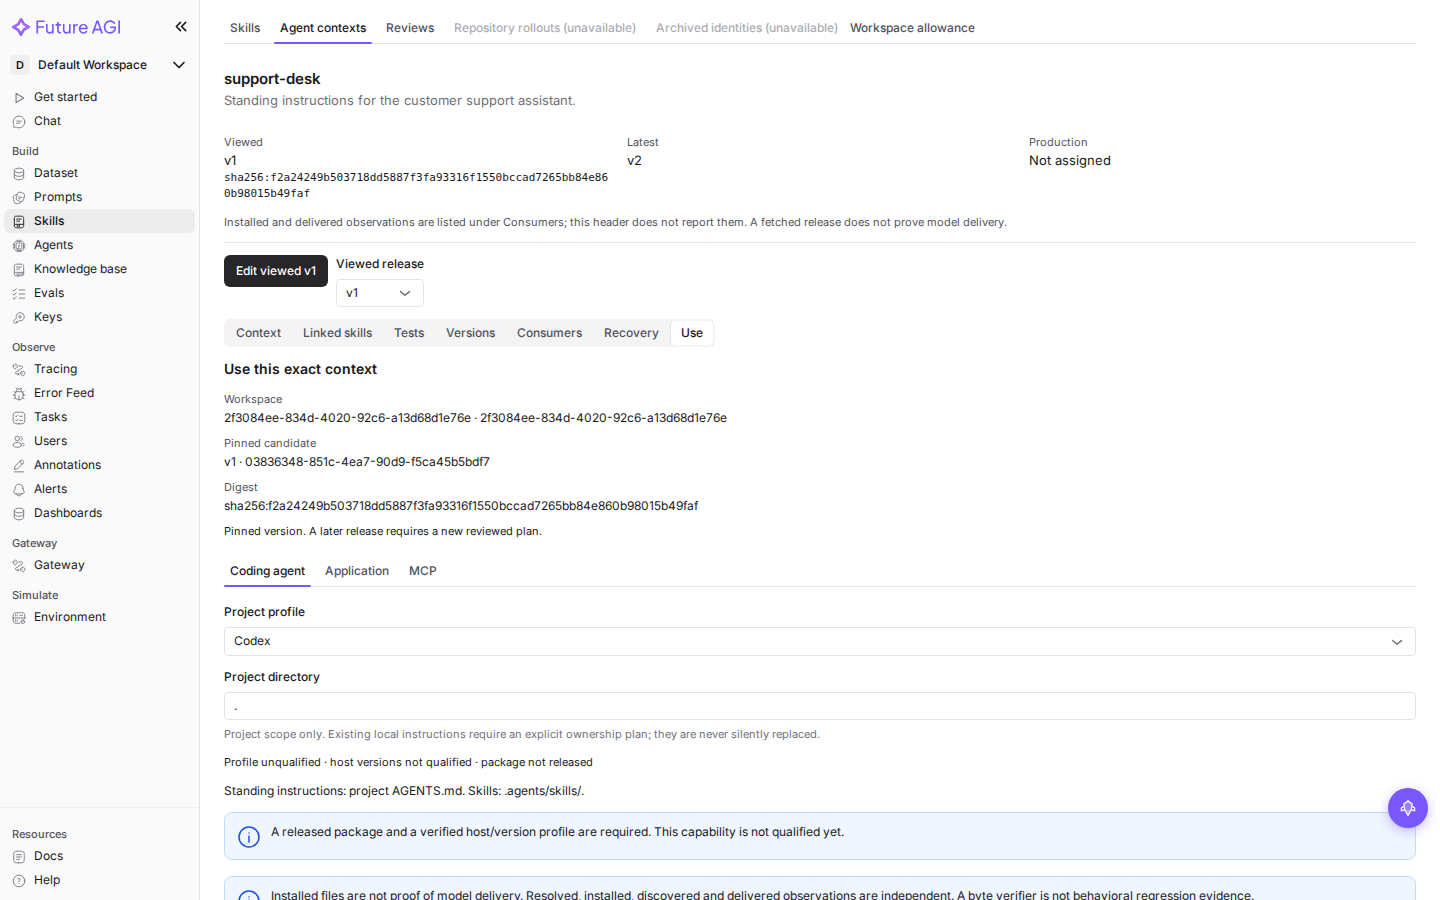 Future AGI
D Default Workspace
Get started
Chat
Build
Dataset
Prompts
Skills
Agents
Knowledge base
Evals
Keys
Observe
Tracing
Error Feed
Tasks
Users
Annotations
Alerts
Dashboards
Gateway
Gateway
Simulate
Environment
Resources
Docs
Help
Skills Agent contexts Reviews Repository rollouts (unavailable) Archived identities (unavailable) Workspace allowance
support-desk
Standing instructions for the customer support assistant.
Viewed Latest Production
v1 v2 Not assigned
sha256:f2a24249b503718dd5887f3fa93316f1550bccad7265bb84e86
0b98015b49faf
Installed and delivered observations are listed under Consumers; this header does not report them. A fetched release does not prove model delivery.
Edit viewed v1
Viewed release
v1
Context Linked skills Tests Versions Consumers Recovery Use
Use this exact context
Workspace
2f3084ee-834d-4020-92c6-a13d68d1e76e · 2f3084ee-834d-4020-92c6-a13d68d1e76e
Pinned candidate
v1 · 03836348-851c-4ea7-90d9-f5ca45b5bdf7
Digest
sha256:f2a24249b503718dd5887f3fa93316f1550bccad7265bb84e860b98015b49faf
Pinned version. A later release requires a new reviewed plan.
Coding agent Application MCP
Project profile
Codex
Project directory
.
Project scope only. Existing local instructions require an explicit ownership plan; they are never silently replaced.
Profile unqualified · host versions not qualified · package not released
Standing instructions: project AGENTS.md. Skills: .agents/skills/.
A released package and a verified host/version profile are required. This capability is not qualified yet.
Installed files are not proof of model delivery. Resolved, installed, discovered and delivered observations are independent. A byte verifier is not behavioral regression evidence.